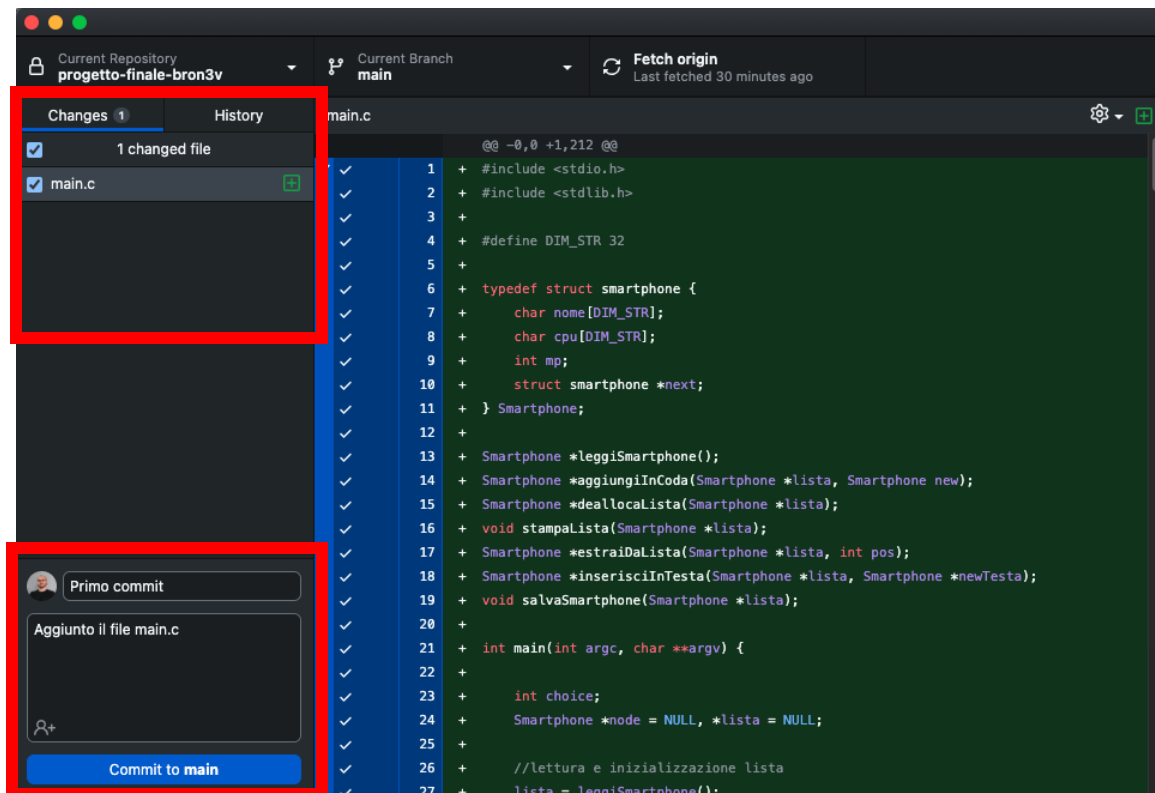 Current Repository
progetto-finale-bron3v
Current Branch
main
Fetch origin
Last fetched 30 minutes ago
Changes 1
History
1 changed file
main.c
Primo commit
Aggiunto il file main.c
Commit to main
main.c
@@ -0,0 +1,212 @@
1 + #include <stdio.h>
2 + #include <stdlib.h>
3 +
4 + #define DIM_STR 32
5 +
6 + typedef struct smartphone {
7 +     char nome[DIM_STR];
8 +     char cpu[DIM_STR];
9 +     int mp;
10 +     struct smartphone *next;
11 + } Smartphone;
12 +
13 + Smartphone *leggiSmartphone();
14 + Smartphone *aggiungiInCoda(Smartphone *lista, Smartphone new);
15 + Smartphone *deallocaLista(Smartphone *lista);
16 + void stampaLista(Smartphone *lista);
17 + Smartphone *estraiDaLista(Smartphone *lista, int pos);
18 + Smartphone *inserisciInTesta(Smartphone *lista, Smartphone *newTesta);
19 + void salvaSmartphone(Smartphone *lista);
20 +
21 + int main(int argc, char **argv) {
22 +
23 +     int choice;
24 +     Smartphone *node = NULL, *lista = NULL;
25 +
26 +     //lettura e inizializzazione lista
27 +     lista = leggiSmartphone();